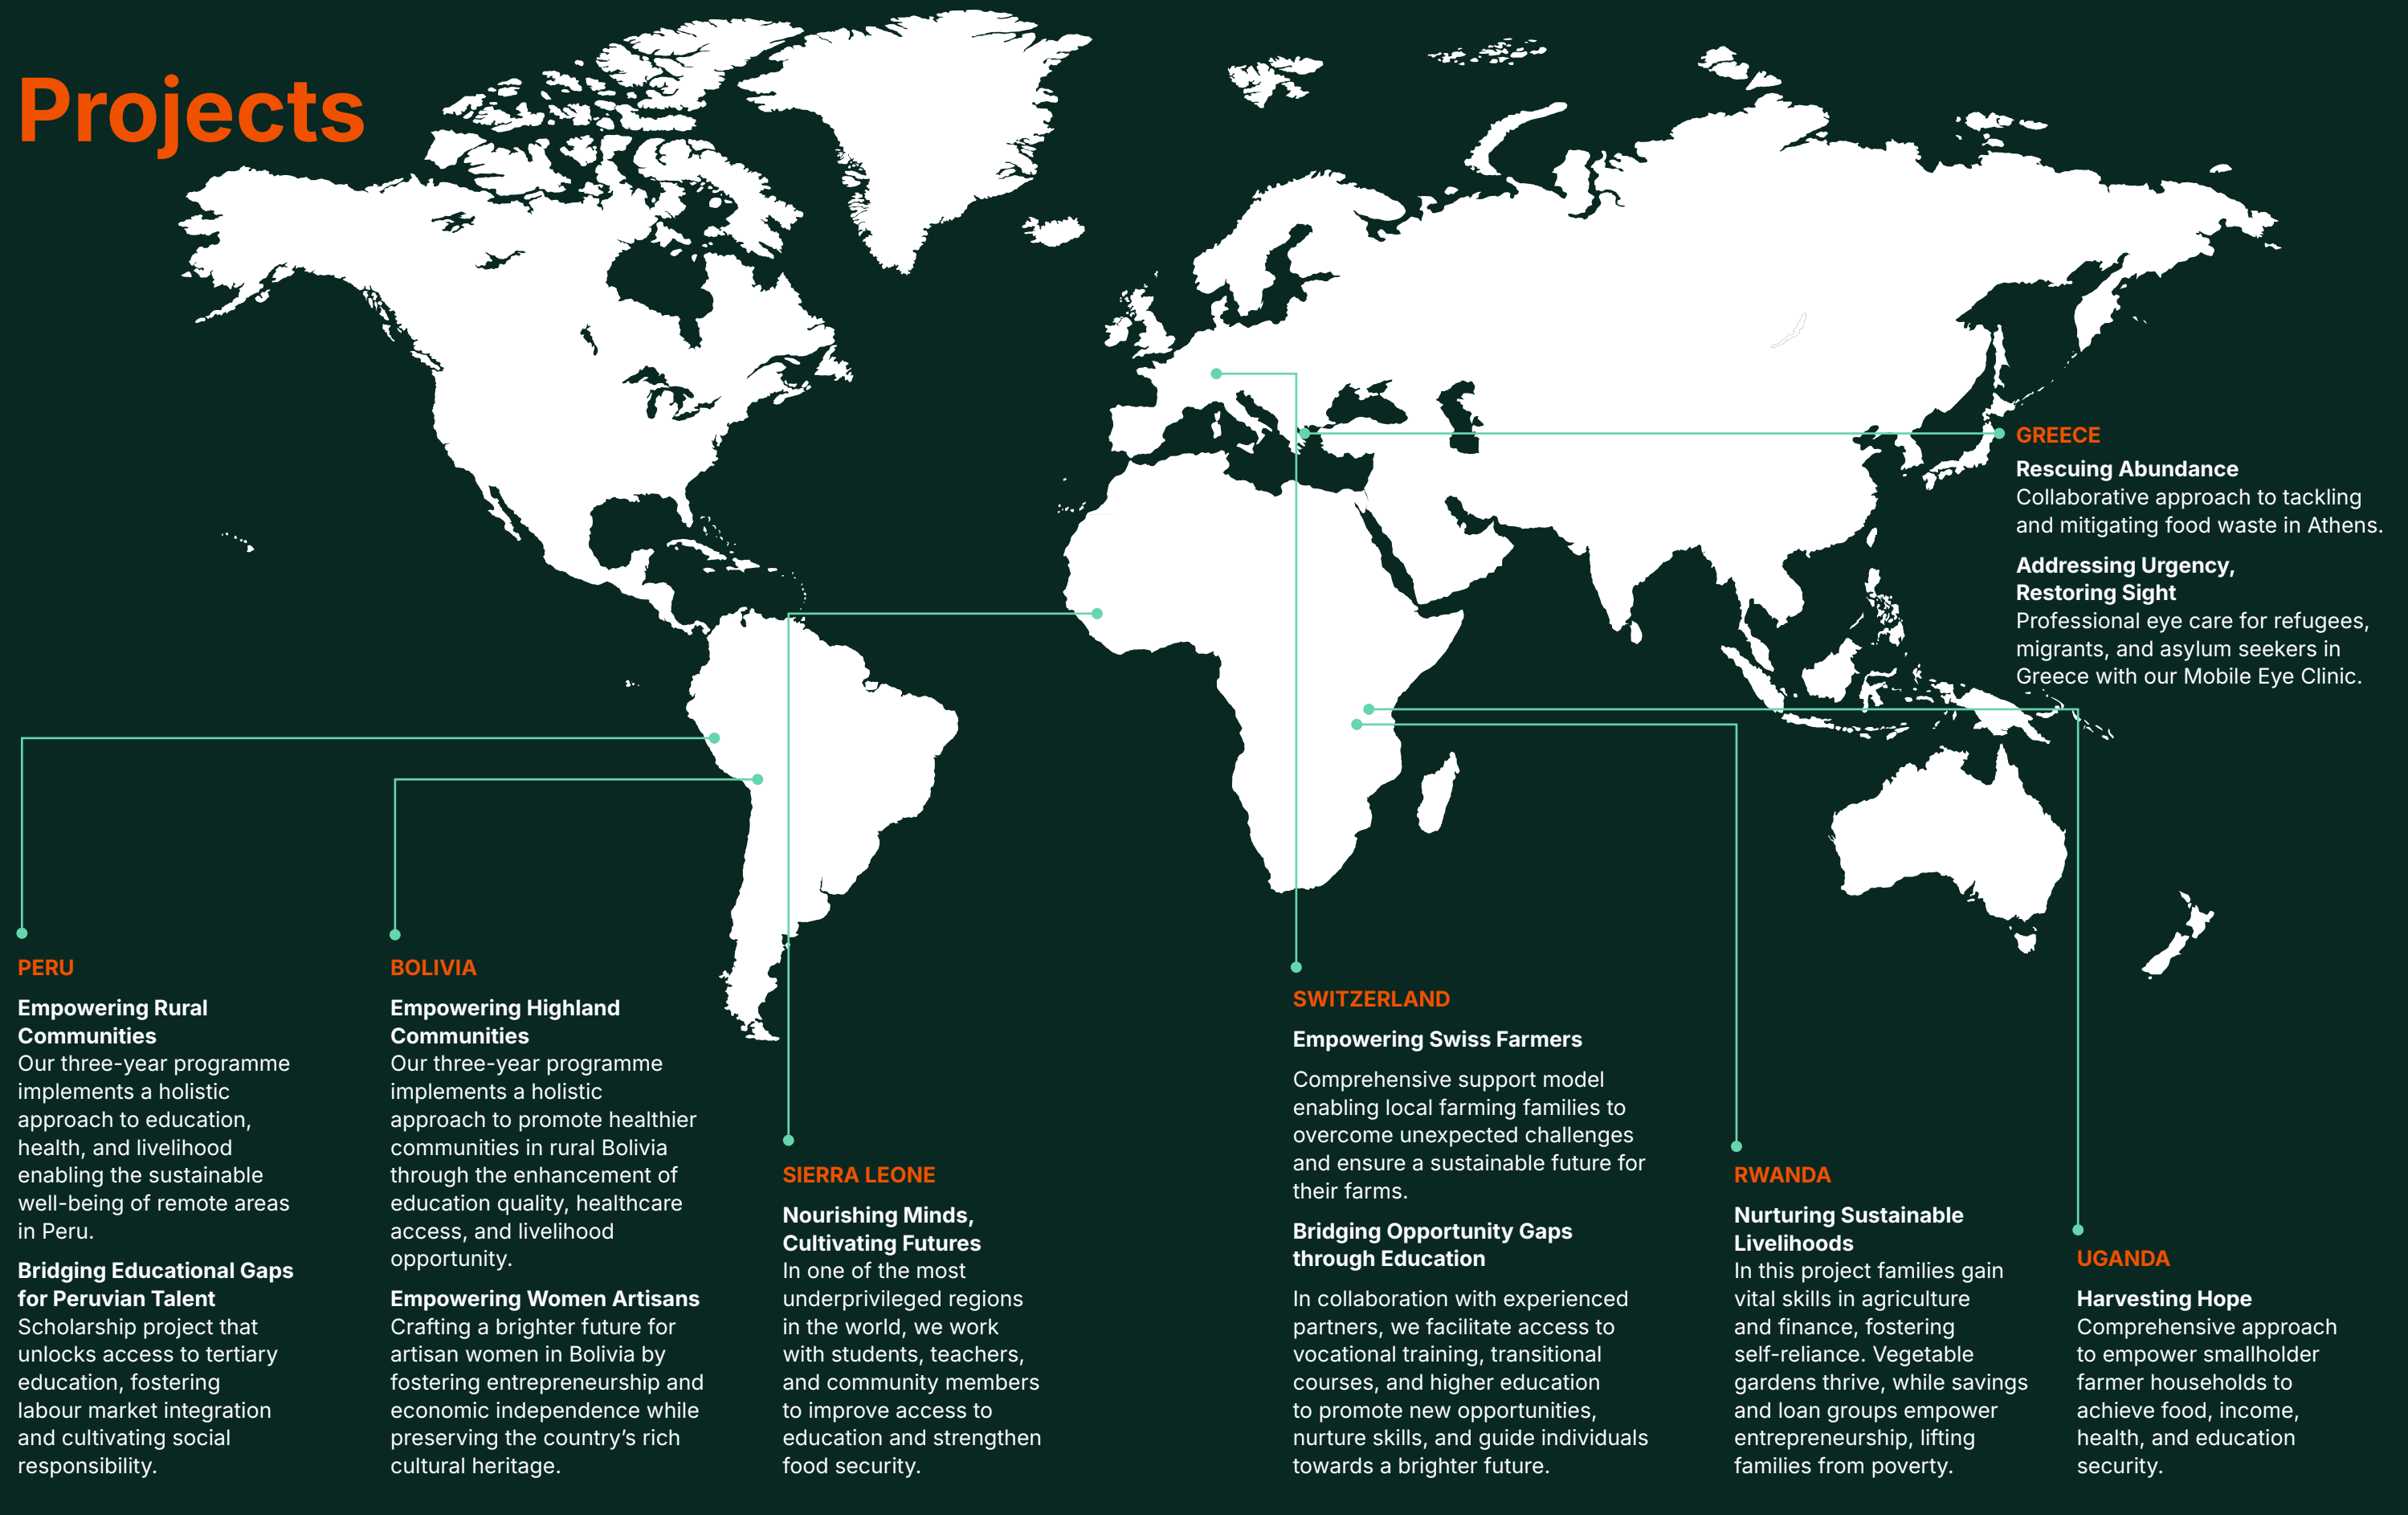 Projects
GREECE
Rescuing Abundance
Collaborative approach to tackling
and mitigating food waste in Athens.
Addressing Urgency,
Restoring Sight
Professional eye care for refugees,
migrants, and asylum seekers in
Greece with our Mobile Eye Clinic.
PERU
Empowering Rural
Communities
Our three-year programme
implements a holistic
approach to education,
health, and livelihood
enabling the sustainable
well-being of remote areas
in Peru.
Bridging Educational Gaps
for Peruvian Talent
Scholarship project that
unlocks access to tertiary
education, fostering
labour market integration
and cultivating social
responsibility.
BOLIVIA
Empowering Highland
Communities
Our three-year programme
implements a holistic
approach to promote healthier
communities in rural Bolivia
through the enhancement of
education quality, healthcare
access, and livelihood
opportunity.
Empowering Women Artisans
Crafting a brighter future for
artisan women in Bolivia by
fostering entrepreneurship and
economic independence while
preserving the country’s rich
cultural heritage.
SIERRA LEONE
Nourishing Minds,
Cultivating Futures
In one of the most
underprivileged regions
in the world, we work
with students, teachers,
and community members
to improve access to
education and strengthen
food security.
SWITZERLAND
Empowering Swiss Farmers
Comprehensive support model
enabling local farming families to
overcome unexpected challenges
and ensure a sustainable future for
their farms.
Bridging Opportunity Gaps
through Education
In collaboration with experienced
partners, we facilitate access to
vocational training, transitional
courses, and higher education
to promote new opportunities,
nurture skills, and guide individuals
towards a brighter future.
RWANDA
Nurturing Sustainable
Livelihoods
In this project families gain
vital skills in agriculture
and finance, fostering
self-reliance. Vegetable
gardens thrive, while savings
and loan groups empower
entrepreneurship, lifting
families from poverty.
UGANDA
Harvesting Hope
Comprehensive approach
to empower smallholder
farmer households to
achieve food, income,
health, and education
security.